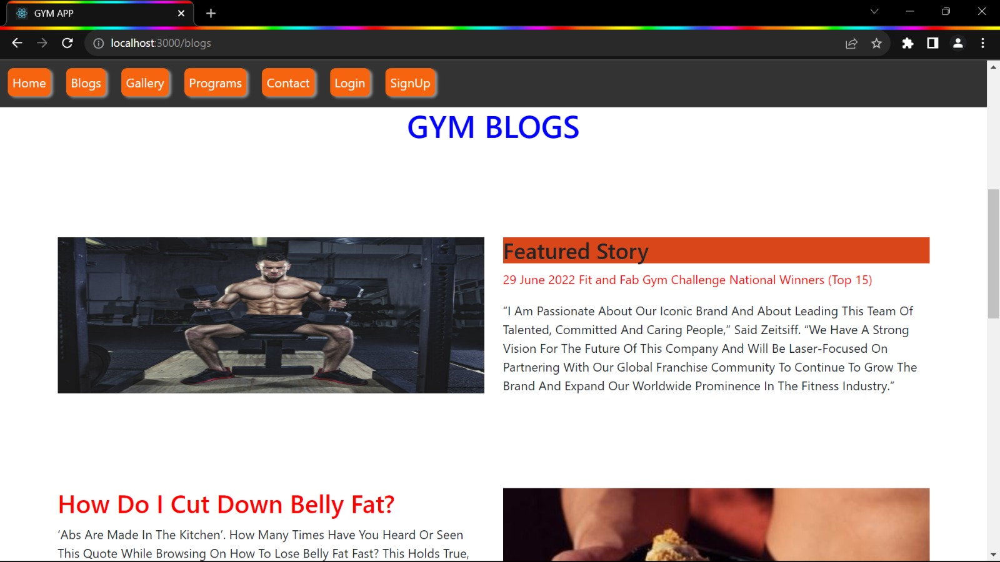 GYM APP
localhost:3000/blogs
Home Blogs Gallery Programs Contact Login SignUp
GYM BLOGS
Featured Story
29 June 2022 Fit and Fab Gym Challenge National Winners (Top 15)
“I Am Passionate About Our Iconic Brand And About Leading This Team Of
Talented, Committed And Caring People,” Said Zeitsiff. “We Have A Strong
Vision For The Future Of This Company And Will Be Laser-Focused On
Partnering With Our Global Franchise Community To Continue To Grow The
Brand And Expand Our Worldwide Prominence In The Fitness Industry.”
How Do I Cut Down Belly Fat?
‘Abs Are Made In The Kitchen’. How Many Times Have You Heard Or Seen
This Quote While Browsing On How To Lose Belly Fat Fast? This Holds True,